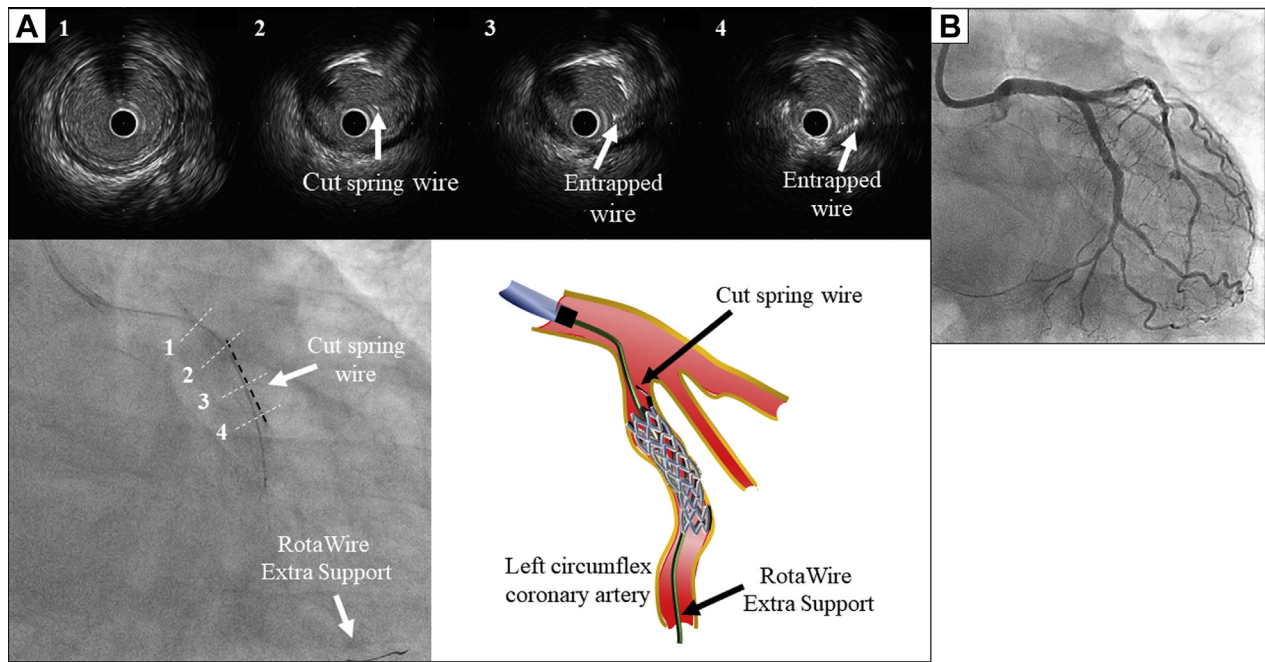 A
1
2
3
4
Cut spring wire
Entrapped
wire
Entrapped
wire
B
1
2
3
4
Cut spring
wire
RotaWire
Extra Support
Cut spring wire
Left circumflex
coronary artery
RotaWire
Extra Support